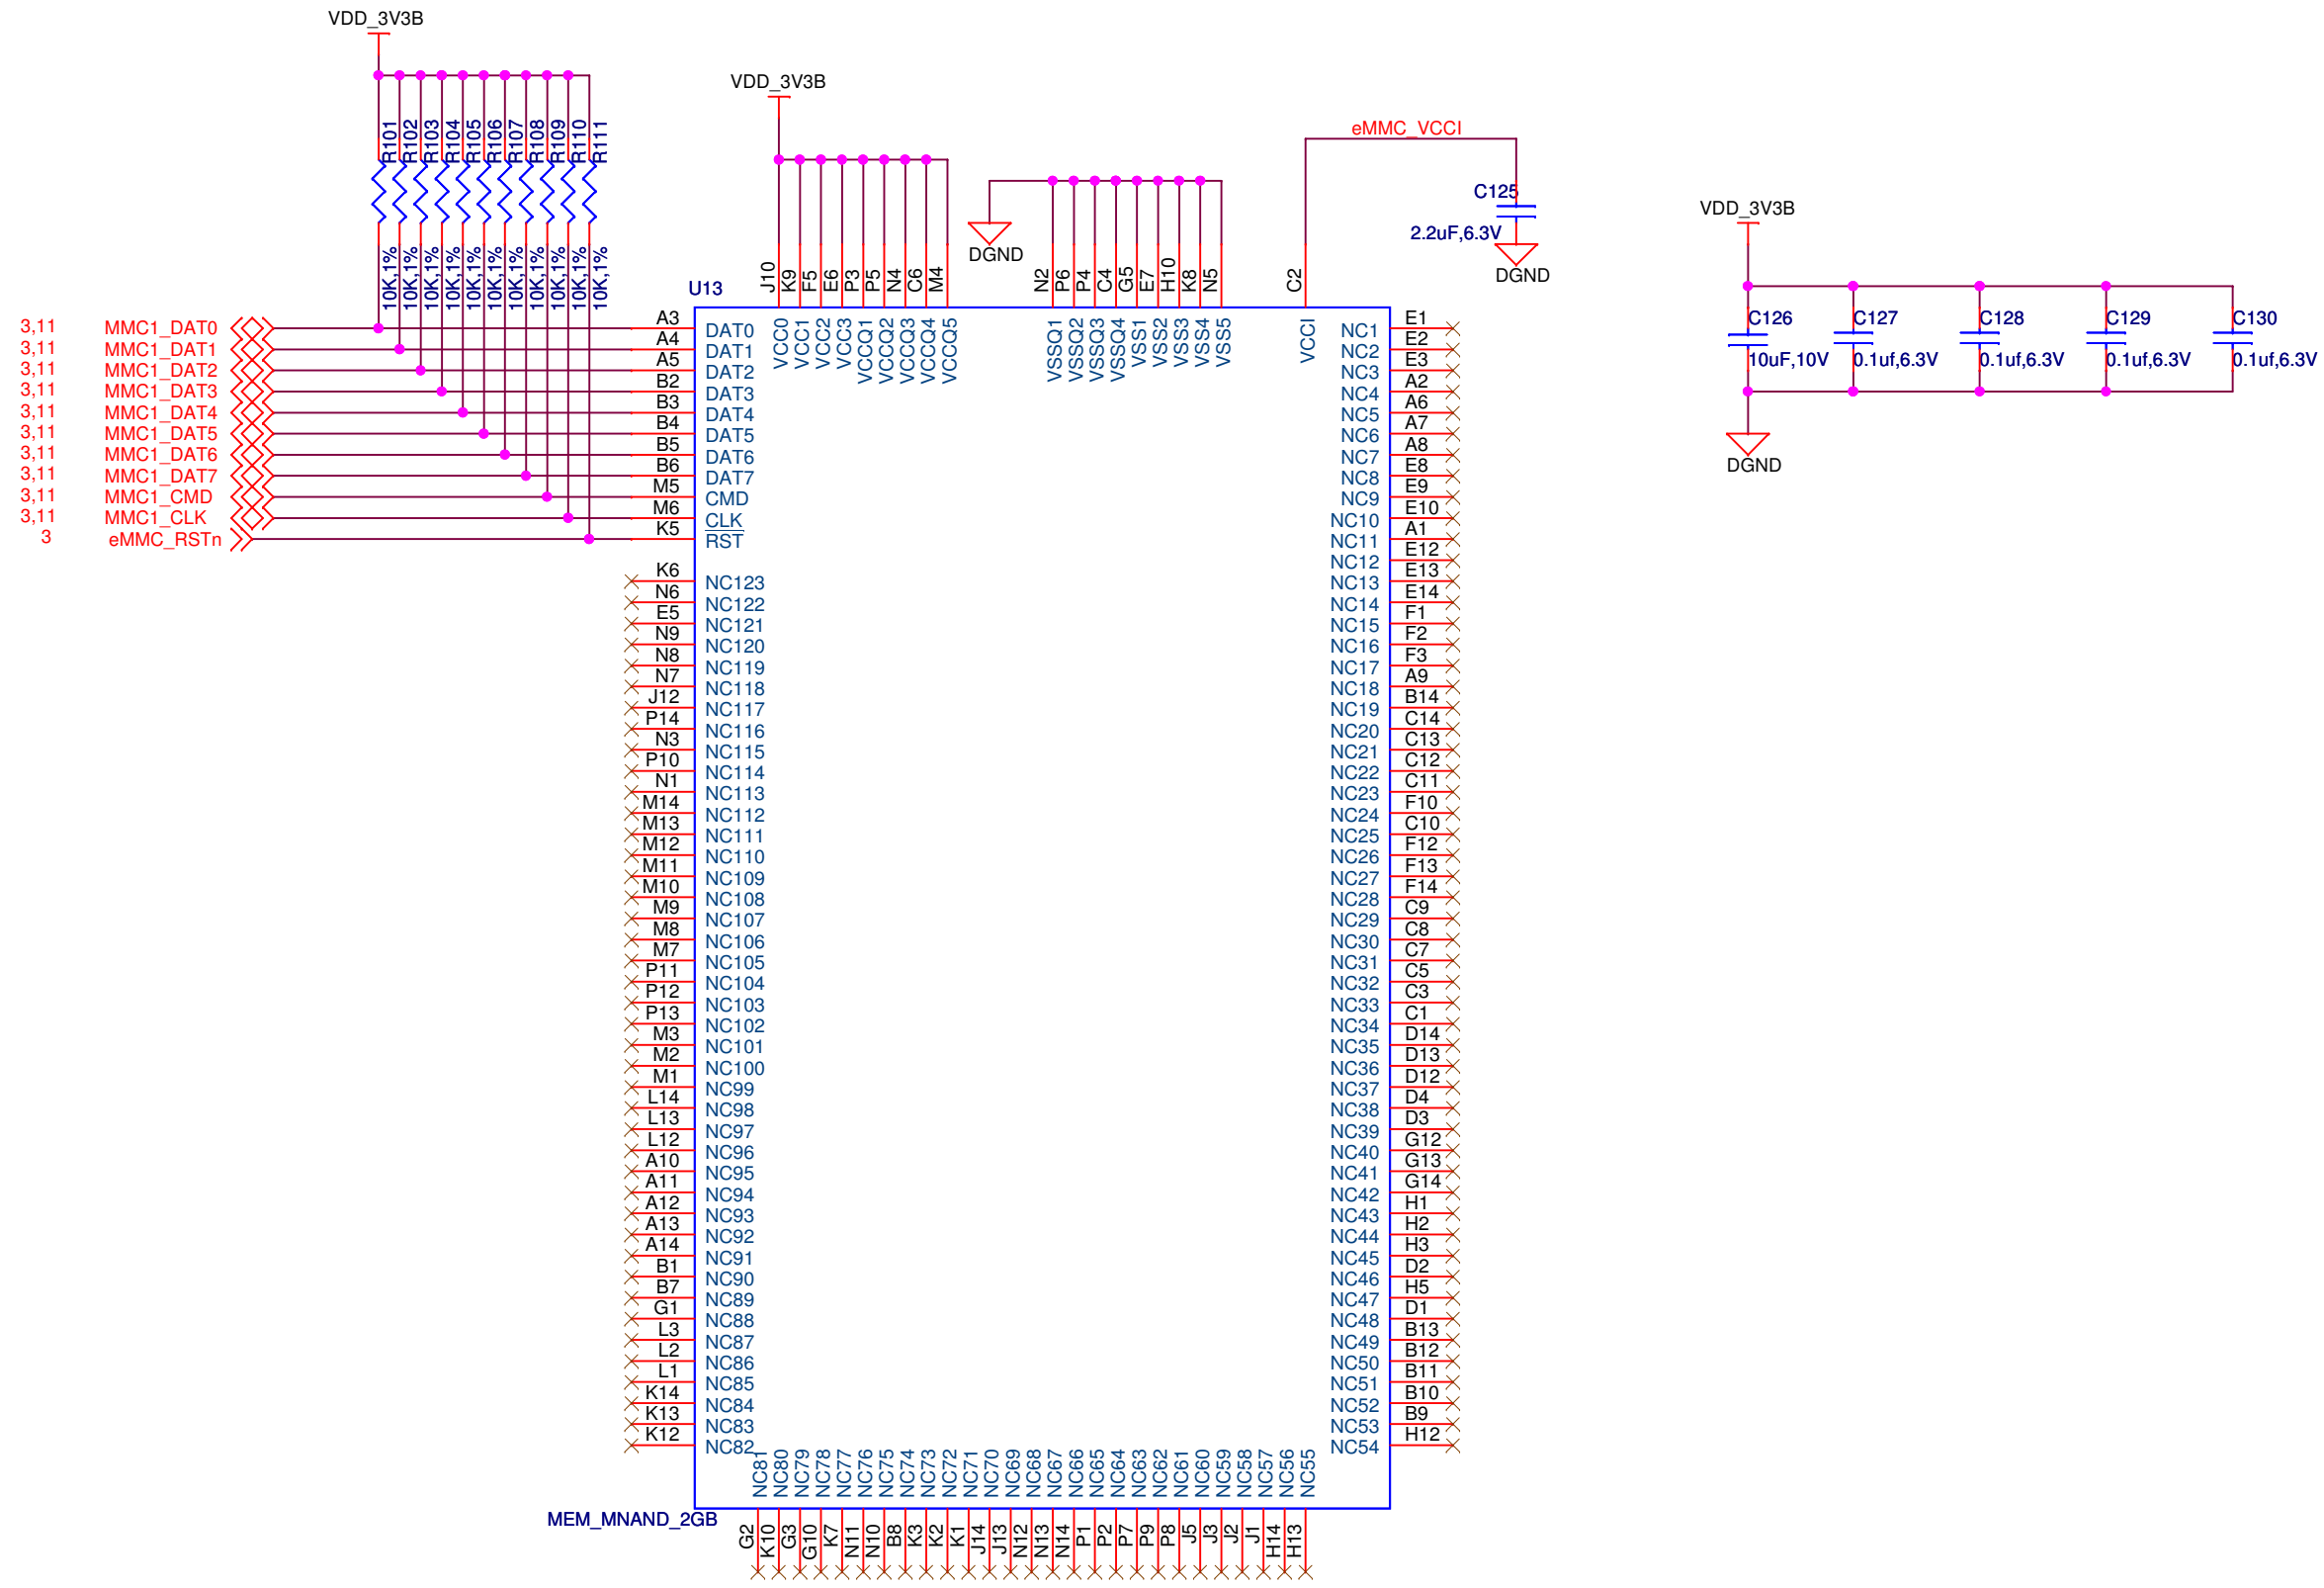 VDD_3V3B
R101
R102
R103
R104
R105
R106
R107
R108
R109
R110
R111
10K,1%
10K,1%
10K,1%
10K,1%
10K,1%
10K,1%
10K,1%
10K,1%
10K,1%
10K,1%
10K,1%
VDD_3V3B
eMMC_VCCI
C125
2.2uF,6.3V
DGND
DGND
VDD_3V3B
C126
10uF,10V
C127
0.1uf,6.3V
C128
0.1uf,6.3V
C129
0.1uf,6.3V
C130
0.1uf,6.3V
DGND
U13
J10 VCC0
K9 VCC1
F5 VCC2
E6 VCC3
P3 VCCQ1
P5 VCCQ2
N4 VCCQ3
C6 VCCQ4
M4 VCCQ5
N2 VSSQ1
P6 VSSQ2
P4 VSSQ3
C4 VSSQ4
G5 VSS1
E7 VSS2
H10 VSS3
K8 VSS4
N5 VSS5
C2 VCCI
3,11 MMC1_DAT0 A3 DAT0
3,11 MMC1_DAT1 A4 DAT1
3,11 MMC1_DAT2 A5 DAT2
3,11 MMC1_DAT3 B2 DAT3
3,11 MMC1_DAT4 B3 DAT4
3,11 MMC1_DAT5 B4 DAT5
3,11 MMC1_DAT6 B5 DAT6
3,11 MMC1_DAT7 B6 DAT7
3,11 MMC1_CMD M5 CMD
3,11 MMC1_CLK M6 CLK
3 eMMC_RSTn K5 RST
K6 NC123
N6 NC122
E5 NC121
N9 NC120
N8 NC119
N7 NC118
J12 NC117
P14 NC116
N3 NC115
P10 NC114
N1 NC113
M14 NC112
M13 NC111
M12 NC110
M11 NC109
M10 NC108
M9 NC107
M8 NC106
M7 NC105
P11 NC104
P12 NC103
P13 NC102
M3 NC101
M2 NC100
M1 NC99
L14 NC98
L13 NC97
L12 NC96
A10 NC95
A11 NC94
A12 NC93
A13 NC92
A14 NC91
B1 NC90
B7 NC89
G1 NC88
L3 NC87
L2 NC86
L1 NC85
K14 NC84
K13 NC83
K12 NC82
NC1 E1
NC2 E2
NC3 E3
NC4 A2
NC5 A6
NC6 A7
NC7 A8
NC8 E8
NC9 E9
NC10 E10
NC11 A1
NC12 E12
NC13 E13
NC14 E14
NC15 F1
NC16 F2
NC17 F3
NC18 A9
NC19 B14
NC20 C14
NC21 C13
NC22 C12
NC23 C11
NC24 F10
NC25 C10
NC26 F12
NC27 F13
NC28 F14
NC29 C9
NC30 C8
NC31 C7
NC32 C5
NC33 C3
NC34 C1
NC35 D14
NC36 D13
NC37 D12
NC38 D4
NC39 D3
NC40 G12
NC41 G13
NC42 G14
NC43 H1
NC44 H2
NC45 H3
NC46 D2
NC47 H5
NC48 D1
NC49 B13
NC50 B12
NC51 B11
NC52 B10
NC53 B9
NC54 H12
NC81 G2
NC80 K10
NC79 G3
NC78 G10
NC77 K7
NC76 N11
NC75 N10
NC74 B8
NC73 K3
NC72 K2
NC71 K1
NC70 J14
NC69 J13
NC68 N12
NC67 N13
NC66 N14
NC65 P1
NC64 P2
NC63 P7
NC62 P9
NC61 P8
NC60 J5
NC59 J3
NC58 J2
NC57 J1
NC56 H14
NC55 H13
MEM_MNAND_2GB